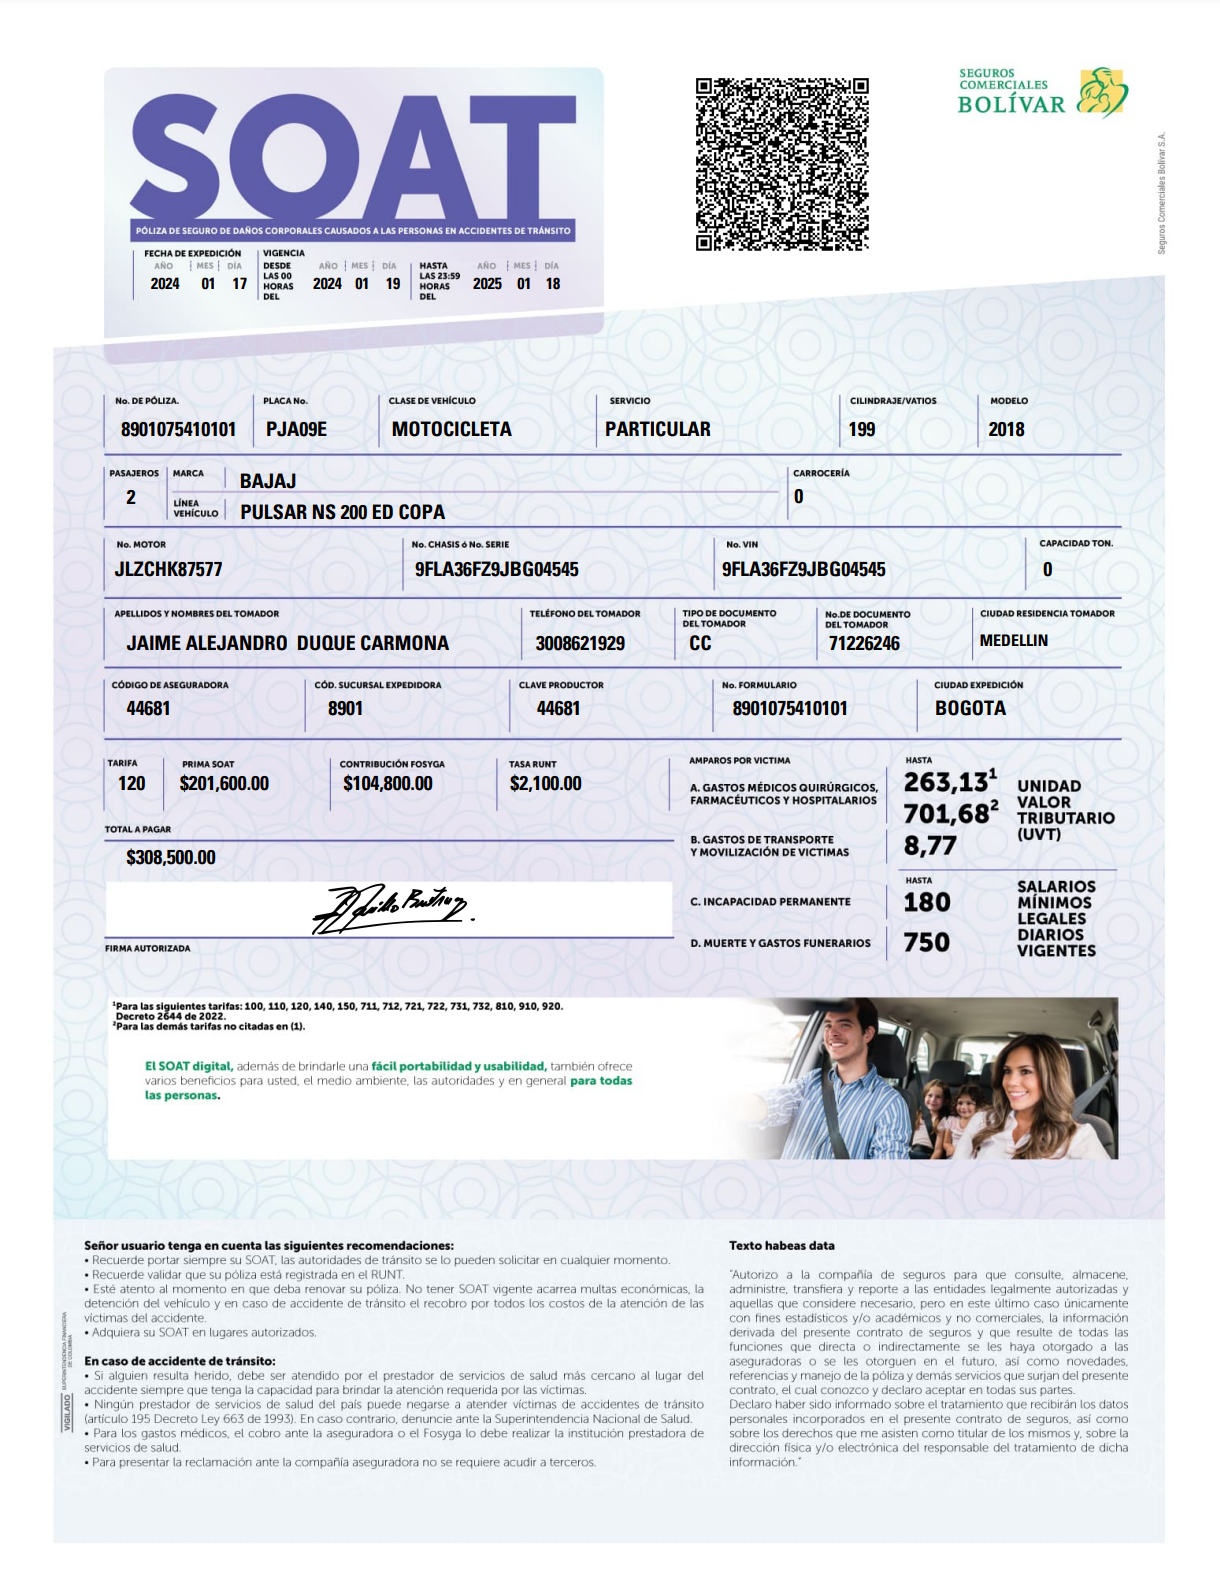 SOAT
PÓLIZA DE SEGURO DE DAÑOS CORPORALES CAUSADOS A LAS PERSONAS EN ACCIDENTES DE TRÁNSITO
FECHA DE EXPEDICIÓN
AÑO MES DÍA
2024 01 17
VIGENCIA
DESDE LAS 00 HORAS DEL
AÑO MES DÍA
2024 01 19
HASTA LAS 23:59 HORAS DEL
AÑO MES DÍA
2025 01 18
SEGUROS
COMERCIALES
BOLÍVAR
Seguros Comerciales Bolívar S.A.
No. DE PÓLIZA. PLACA No. CLASE DE VEHÍCULO SERVICIO CILINDRAJE/VATIOS MODELO
8901075410101 PJA09E MOTOCICLETA PARTICULAR 199 2018
PASAJEROS MARCA BAJAJ CARROCERÍA
2 0
LÍNEA VEHÍCULO PULSAR NS 200 ED COPA
No. MOTOR No. CHASIS ó No. SERIE No. VIN CAPACIDAD TON.
JLZCHK87577 9FLA36FZ9JBG04545 9FLA36FZ9JBG04545 0
APELLIDOS Y NOMBRES DEL TOMADOR TELÉFONO DEL TOMADOR TIPO DE DOCUMENTO DEL TOMADOR No.DE DOCUMENTO DEL TOMADOR CIUDAD RESIDENCIA TOMADOR
JAIME ALEJANDRO DUQUE CARMONA 3008621929 CC 71226246 MEDELLIN
CÓDIGO DE ASEGURADORA CÓD. SUCURSAL EXPEDIDORA CLAVE PRODUCTOR No. FORMULARIO CIUDAD EXPEDICIÓN
44681 8901 44681 8901075410101 BOGOTA
TARIFA PRIMA SOAT CONTRIBUCIÓN FOSYGA TASA RUNT
120 $201,600.00 $104,800.00 $2,100.00
TOTAL A PAGAR
$308,500.00
FIRMA AUTORIZADA
AMPAROS POR VICTIMA HASTA
A. GASTOS MÉDICOS QUIRÚRGICOS,
FARMACÉUTICOS Y HOSPITALARIOS
263,13¹
701,68²
B. GASTOS DE TRANSPORTE
Y MOVILIZACIÓN DE VICTIMAS
8,77
UNIDAD
VALOR
TRIBUTARIO
(UVT)
HASTA
C. INCAPACIDAD PERMANENTE 180
D. MUERTE Y GASTOS FUNERARIOS 750
SALARIOS
MÍNIMOS
LEGALES
DIARIOS
VIGENTES
¹Para las siguientes tarifas: 100, 110, 120, 140, 150, 711, 712, 721, 722, 731, 732, 810, 910, 920.
Decreto 2644 de 2022.
²Para las demás tarifas no citadas en (1).
El SOAT digital, además de brindarle una fácil portabilidad y usabilidad, también ofrece
varios beneficios para usted, el medio ambiente, las autoridades y en general para todas
las personas.
Señor usuario tenga en cuenta las siguientes recomendaciones:
• Recuerde portar siempre su SOAT, las autoridades de tránsito se lo pueden solicitar en cualquier momento.
• Recuerde validar que su póliza está registrada en el RUNT.
• Esté atento al momento en que deba renovar su póliza. No tener SOAT vigente acarrea multas económicas, la
detención del vehículo y en caso de accidente de tránsito el recobro por todos los costos de la atención de las
víctimas del accidente.
• Adquiera su SOAT en lugares autorizados.
En caso de accidente de tránsito:
• Si alguien resulta herido, debe ser atendido por el prestador de servicios de salud más cercano al lugar del
accidente siempre que tenga la capacidad para brindar la atención requerida por las víctimas.
• Ningún prestador de servicios de salud del país puede negarse a atender víctimas de accidentes de tránsito
(artículo 195 Decreto Ley 663 de 1993). En caso contrario, denuncie ante la Superintendencia Nacional de Salud.
• Para los gastos médicos, el cobro ante la aseguradora o el Fosyga lo debe realizar la institución prestadora de
servicios de salud.
• Para presentar la reclamación ante la compañía aseguradora no se requiere acudir a terceros.
Texto habeas data
"Autorizo a la compañía de seguros para que consulte, almacene,
administre, transfiera y reporte a las entidades legalmente autorizadas y
aquellas que considere necesario, pero en este último caso únicamente
con fines estadísticos y/o académicos y no comerciales, la información
derivada del presente contrato de seguros y que resulte de todas las
funciones que directa o indirectamente se les haya otorgado a las
aseguradoras o se les otorguen en el futuro, así como novedades,
referencias y manejo de la póliza y demás servicios que surjan del presente
contrato, el cual conozco y declaro aceptar en todas sus partes.
Declaro haber sido informado sobre el tratamiento que recibirán los datos
personales incorporados en el presente contrato de seguros, así como
sobre los derechos que me asisten como titular de los mismos y, sobre la
dirección física y/o electrónica del responsable del tratamiento de dicha
información."
VIGILADO SUPERINTENDENCIA FINANCIERA
DE COLOMBIA